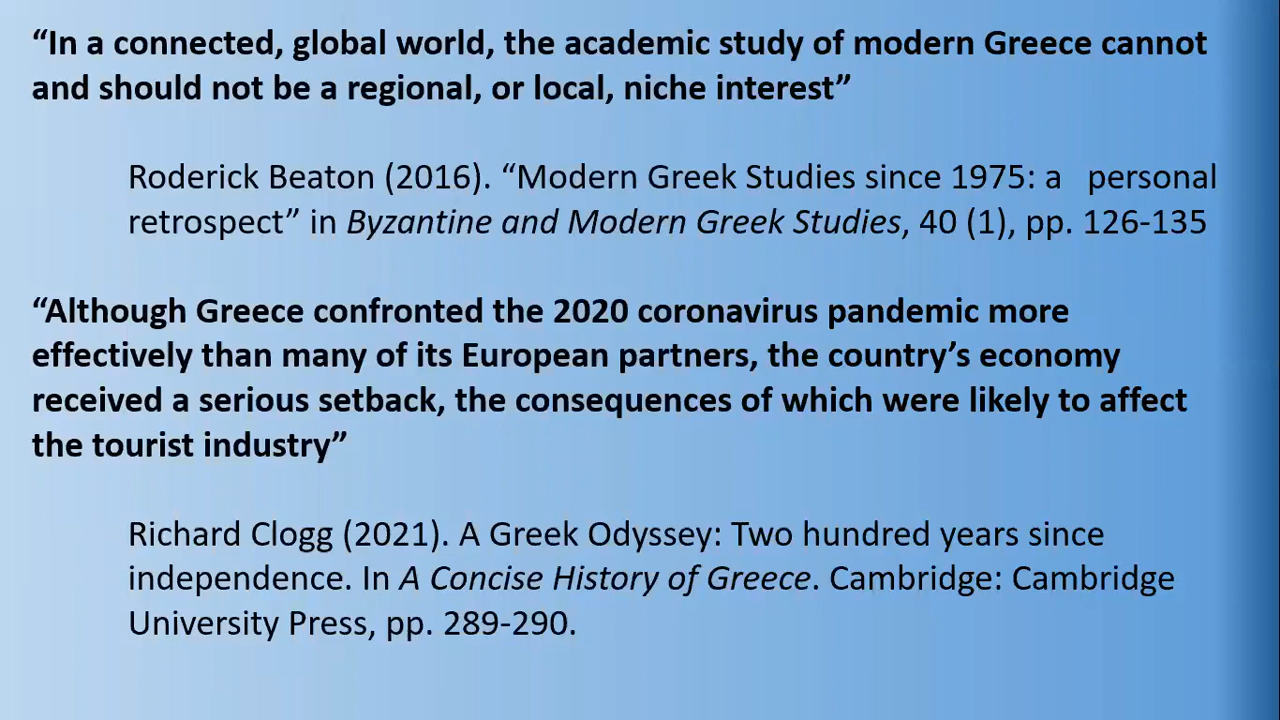 “In a connected, global world, the academic study of modern Greece cannot
and should not be a regional, or local, niche interest”
Roderick Beaton (2016). “Modern Greek Studies since 1975: a personal
retrospect” in Byzantine and Modern Greek Studies, 40 (1), pp. 126-135
“Although Greece confronted the 2020 coronavirus pandemic more
effectively than many of its European partners, the country’s economy
received a serious setback, the consequences of which were likely to affect
the tourist industry”
Richard Clogg (2021). A Greek Odyssey: Two hundred years since
independence. In A Concise History of Greece. Cambridge: Cambridge
University Press, pp. 289-290.